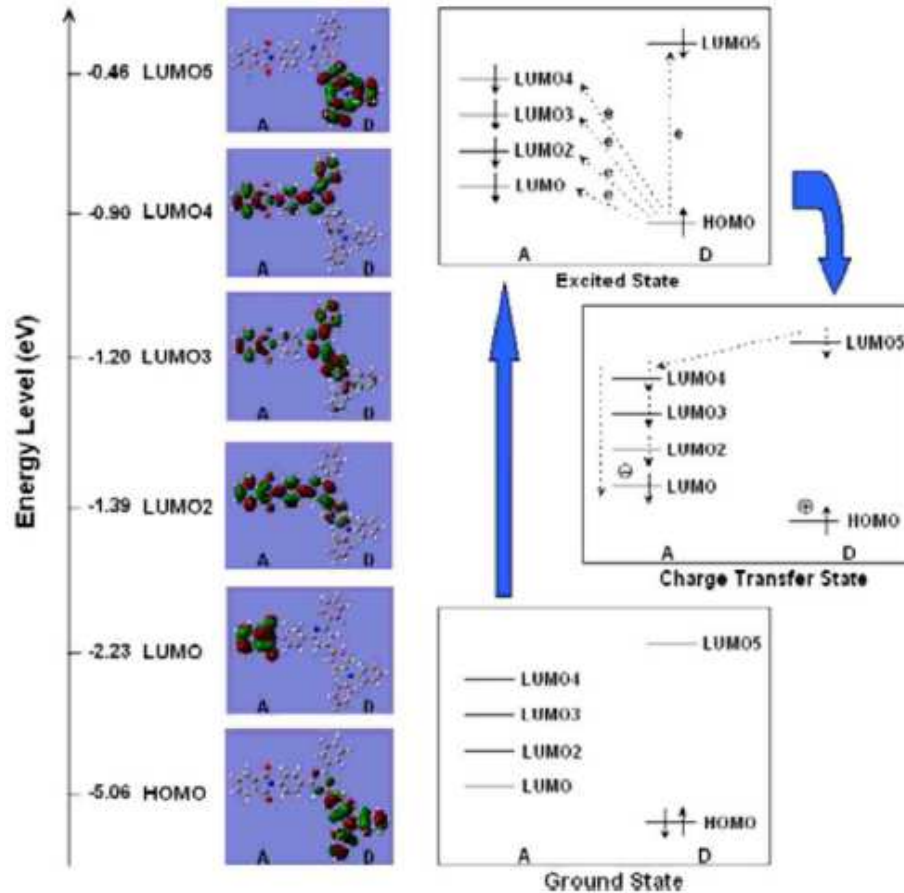 Energy Level (eV)
-0.46 LUMO5
A D
-0.90 LUMO4
A D
-1.20 LUMO3
A D
-1.39 LUMO2
A D
-2.23 LUMO
A D
-5.06 HOMO
A D
LUMO5
LUMO4
LUMO3
LUMO2
LUMO
e
e
e
e
e
HOMO
A D
Excited State
LUMO5
LUMO4
LUMO3
LUMO2
⊖
LUMO
⊕
HOMO
A D
Charge Transfer State
LUMO5
LUMO4
LUMO3
LUMO2
LUMO
HOMO
A D
Ground State